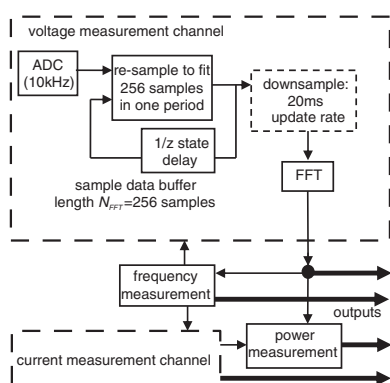 voltage measurement channel
ADC
(10kHz)
re-sample to fit
256 samples
in one period
downsample:
20ms
update rate
1/z state
delay
sample data buffer
length N_FFT=256 samples
FFT
frequency
measurement
outputs
power
measurement
current measurement channel